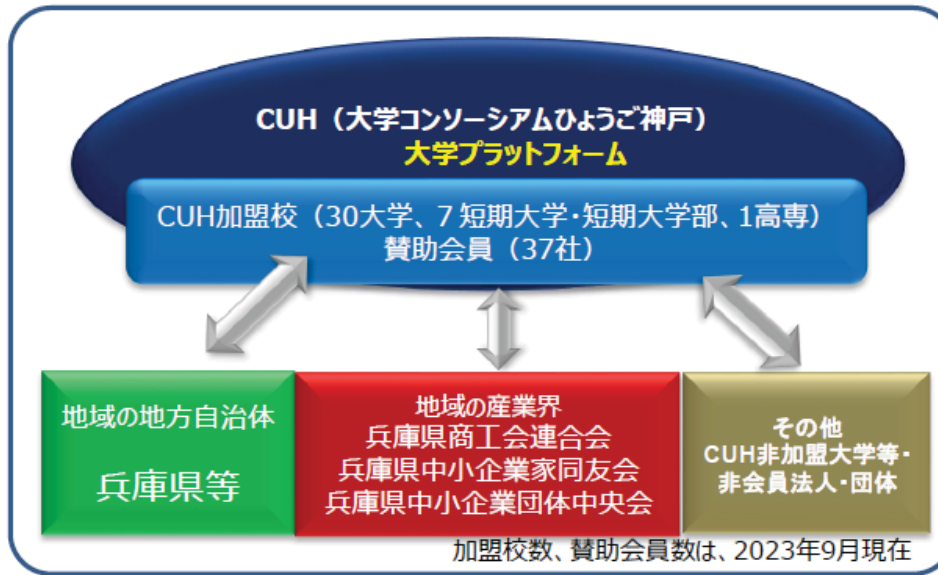 CUH（大学コンソーシアムひょうご神戸）
大学プラットフォーム
CUH加盟校（30大学、７短期大学・短期大学部、1高専）
賛助会員（37社）
地域の地方自治体
兵庫県等
地域の産業界
兵庫県商工会連合会
兵庫県中小企業家同友会
兵庫県中小企業団体中央会
その他
CUH非加盟大学等・
非会員法人・団体
加盟校数、賛助会員数は、2023年9月現在